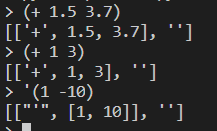 > (+ 1.5 3.7)
[['+', 1.5, 3.7], '']
> (+ 1 3)
[['+', 1, 3], '']
> '(1 -10)
[["'", [1, 10]], '']